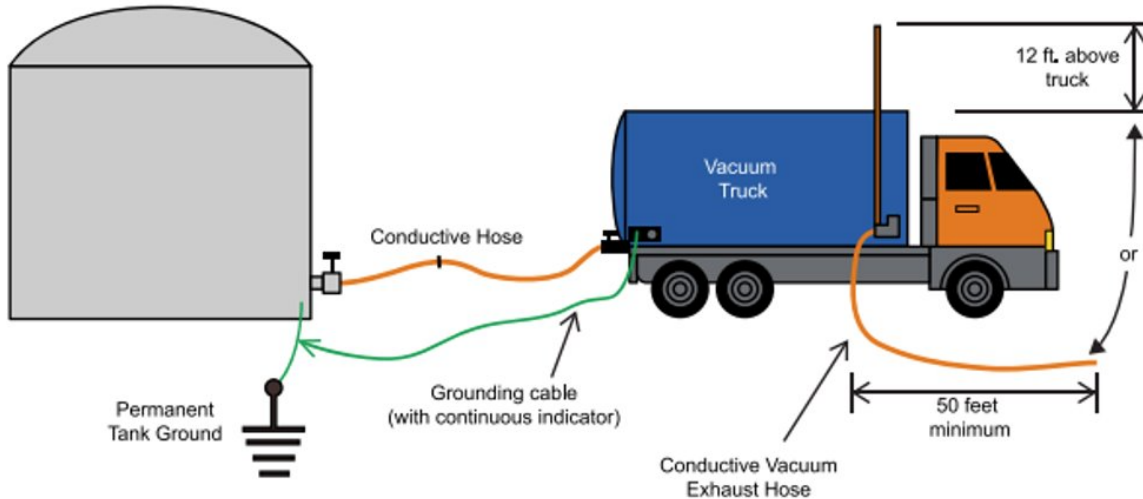 12 ft. above
truck
Vacuum
Truck
Conductive Hose
or
Grounding cable
(with continuous indicator)
Permanent
Tank Ground
50 feet
minimum
Conductive Vacuum
Exhaust Hose